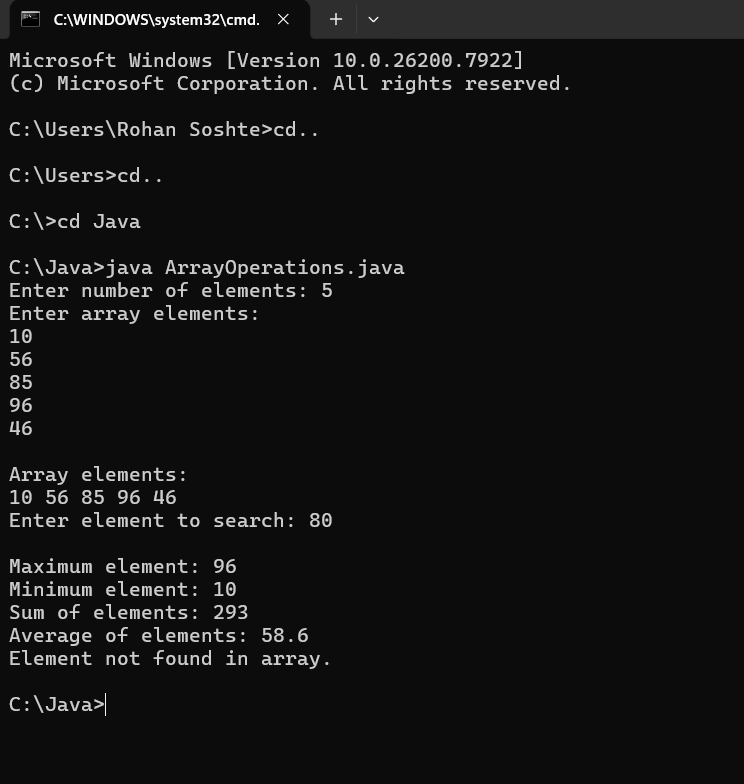 C:\WINDOWS\system32\cmd.
Microsoft Windows [Version 10.0.26200.7922]
(c) Microsoft Corporation. All rights reserved.
C:\Users\Rohan Soshte>cd..
C:\Users>cd..
C:\>cd Java
C:\Java>java ArrayOperations.java
Enter number of elements: 5
Enter array elements:
10
56
85
96
46
Array elements:
10 56 85 96 46
Enter element to search: 80
Maximum element: 96
Minimum element: 10
Sum of elements: 293
Average of elements: 58.6
Element not found in array.
C:\Java>